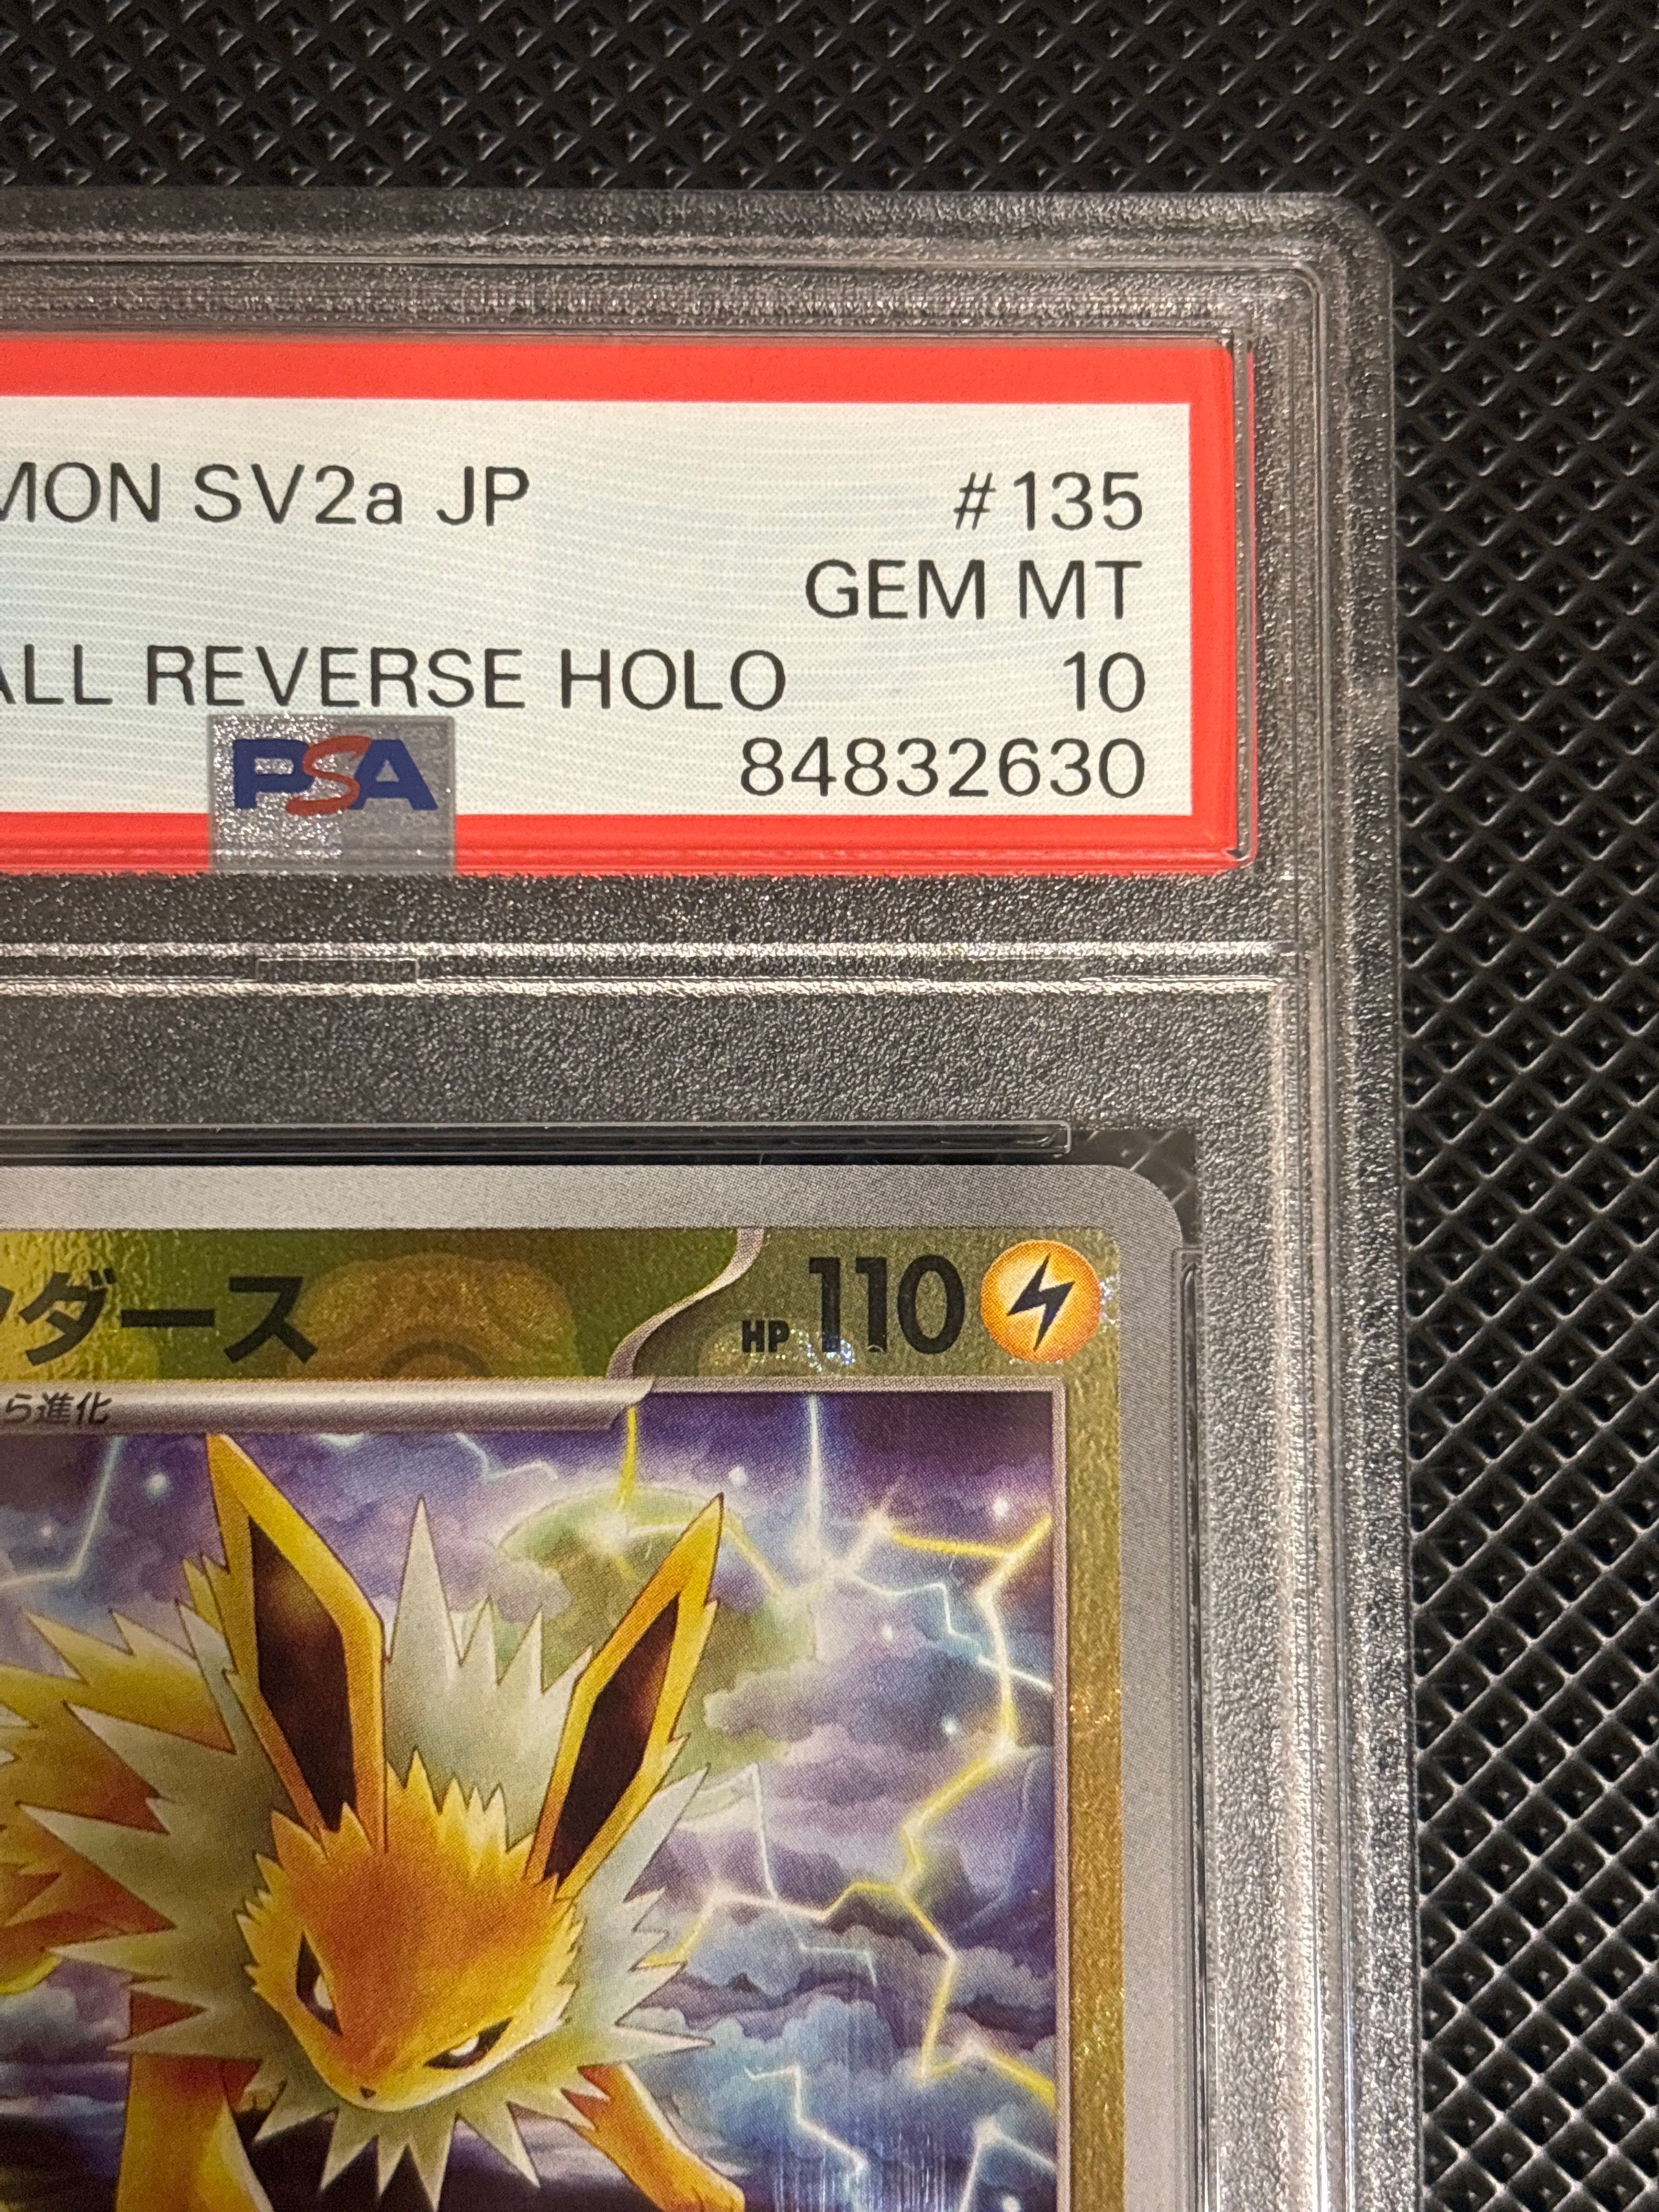 MON SV2a JP #135
GEM MT
ALL REVERSE HOLO 10
PSA 84832630
ンダース HP 110
ら進化